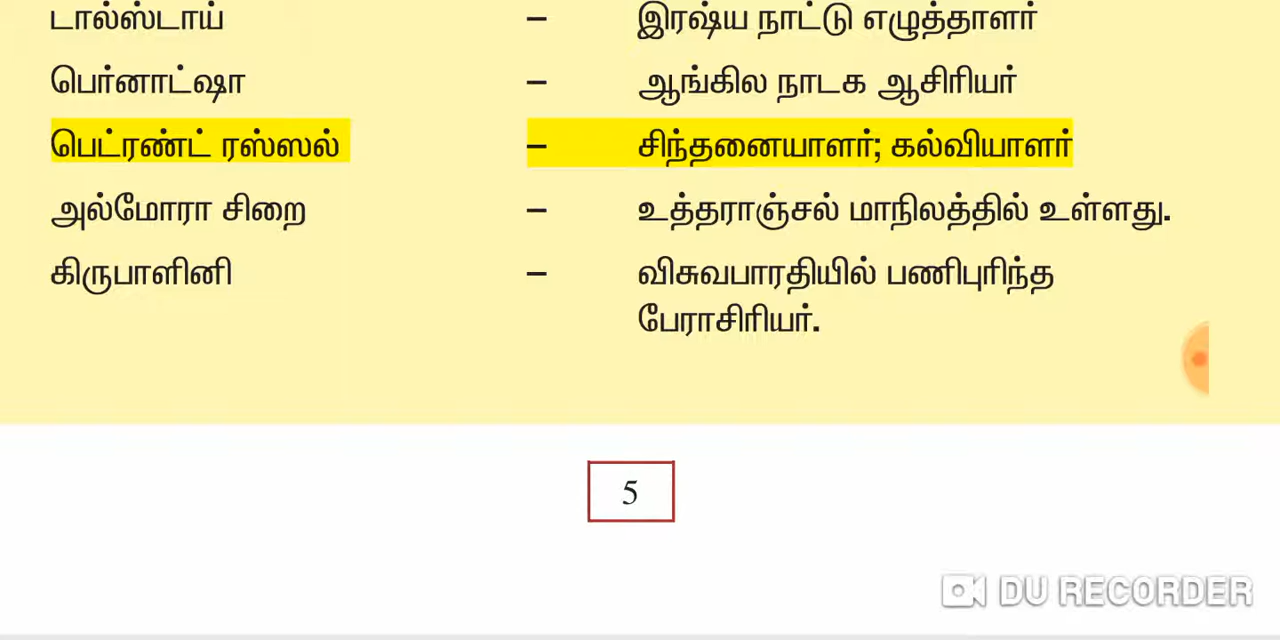 டால்ஸ்டாய் – இரஷ்ய நாட்டு எழுத்தாளர்
பெர்னாட்ஷா – ஆங்கில நாடக ஆசிரியர்
பெட்ரண்ட் ரஸ்ஸல் – சிந்தனையாளர்; கல்வியாளர்
அல்மோரா சிறை – உத்தராஞ்சல் மாநிலத்தில் உள்ளது.
கிருபாளினி – விசுவபாரதியில் பணிபுரிந்த
பேராசிரியர்.
5
DU RECORDER